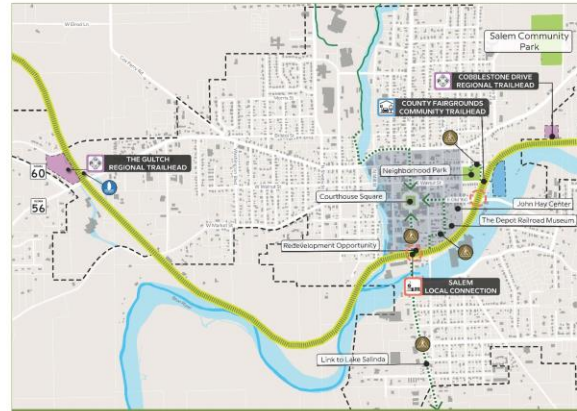 Salem Community
Park
COBBLESTONE DRIVE
REGIONAL TRAILHEAD
COUNTY FAIRGROUNDS
COMMUNITY TRAILHEAD
THE GULTCH
REGIONAL TRAILHEAD
60
56
Neighborhood Park
Courthouse Square
John Hay Center
The Depot Railroad Museum
Redevelopment Opportunity
SALEM
LOCAL CONNECTION
Link to Lake Salinda